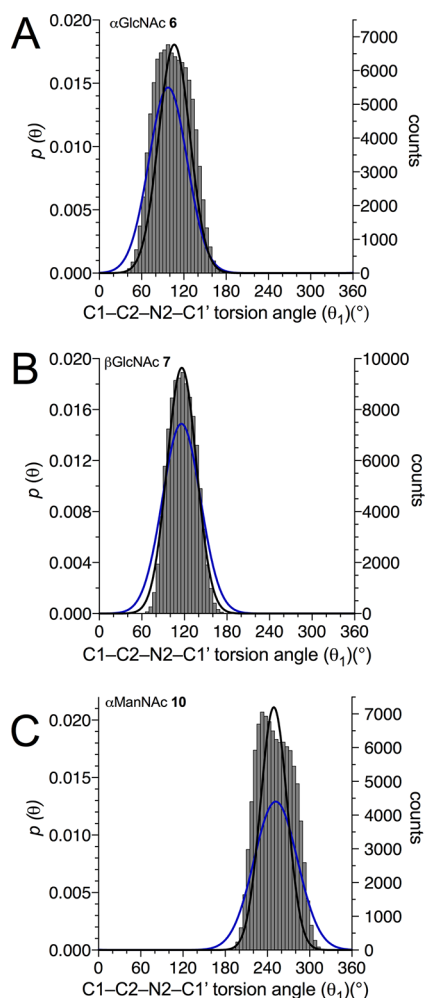 A
αGlcNAc 6
0.020
0.015
0.010
0.005
0.000
p (θ)
7000
6000
5000
4000
3000
2000
1000
0
counts
0 60 120 180 240 300 360
C1–C2–N2–C1' torsion angle (θ1)(°)
B
βGlcNAc 7
0.020
0.016
0.012
0.008
0.004
0.000
p (θ)
10000
8000
6000
4000
2000
0
counts
0 60 120 180 240 300 360
C1–C2–N2–C1' torsion angle (θ1)(°)
C
αManNAc 10
0.020
0.015
0.010
0.005
0.000
p (θ)
7000
6000
5000
4000
3000
2000
1000
0
counts
0 60 120 180 240 300 360
C1–C2–N2–C1' torsion angle (θ1)(°)